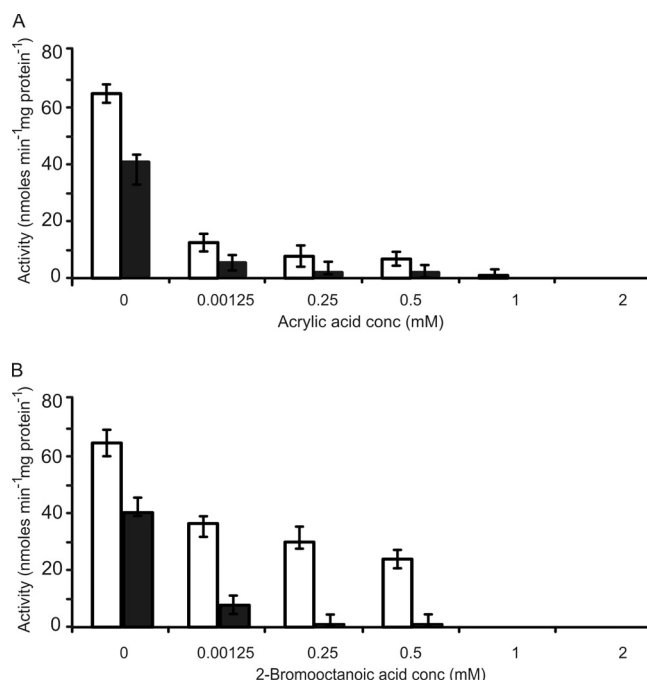 A
Activity (nmoles min⁻¹mg protein⁻¹)
80
60
40
20
0
0 0.00125 0.25 0.5 1 2
Acrylic acid conc (mM)
B
Activity (nmoles min⁻¹mg protein⁻¹)
80
60
40
20
0
0 0.00125 0.25 0.5 1 2
2-Bromooctanoic acid conc (mM)